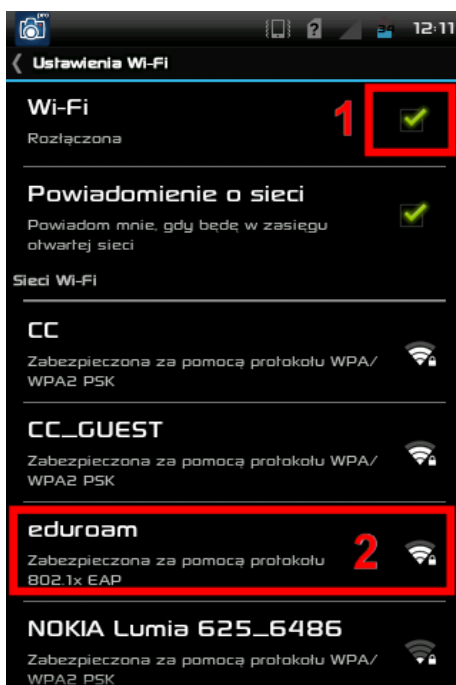 pro
34 12:11
Ustawienia Wi-Fi
Wi-Fi
1
Rozłączona
Powiadomienie o sieci
Powiadom mnie, gdy będę w zasięgu
otwartej sieci
Sieci Wi-Fi
CC
Zabezpieczona za pomocą protokołu WPA/
WPA2 PSK
CC_GUEST
Zabezpieczona za pomocą protokołu WPA/
WPA2 PSK
eduroam
2
Zabezpieczona za pomocą protokołu
802.1x EAP
NOKIA Lumia 625_6486
Zabezpieczona za pomocą protokołu WPA/
WPA2 PSK